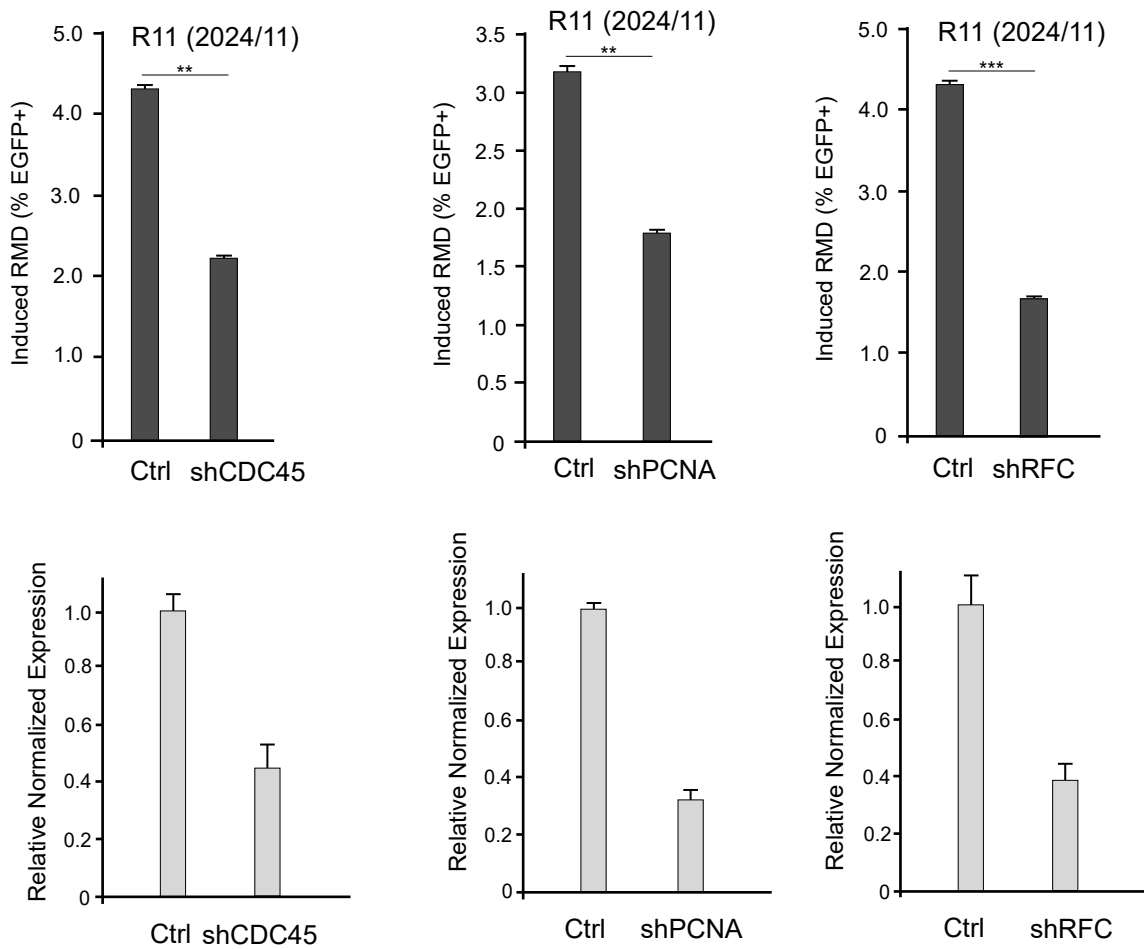 R11 (2024/11)
**
Induced RMD (% EGFP+)
5.0
4.0
3.0
2.0
1.0
0
Ctrl shCDC45
R11 (2024/11)
**
Induced RMD (% EGFP+)
3.5
3.0
2.5
2.0
1.5
1.0
0.5
0
Ctrl shPCNA
R11 (2024/11)
***
Induced RMD (% EGFP+)
5.0
4.0
3.0
2.0
1.0
0
Ctrl shRFC
Relative Normalized Expression
1.0
0.8
0.6
0.4
0.2
0
Ctrl shCDC45
Relative Normalized Expression
1.0
0.8
0.6
0.4
0.2
0
Ctrl shPCNA
Relative Normalized Expression
1.0
0.8
0.6
0.4
0.2
0
Ctrl shRFC